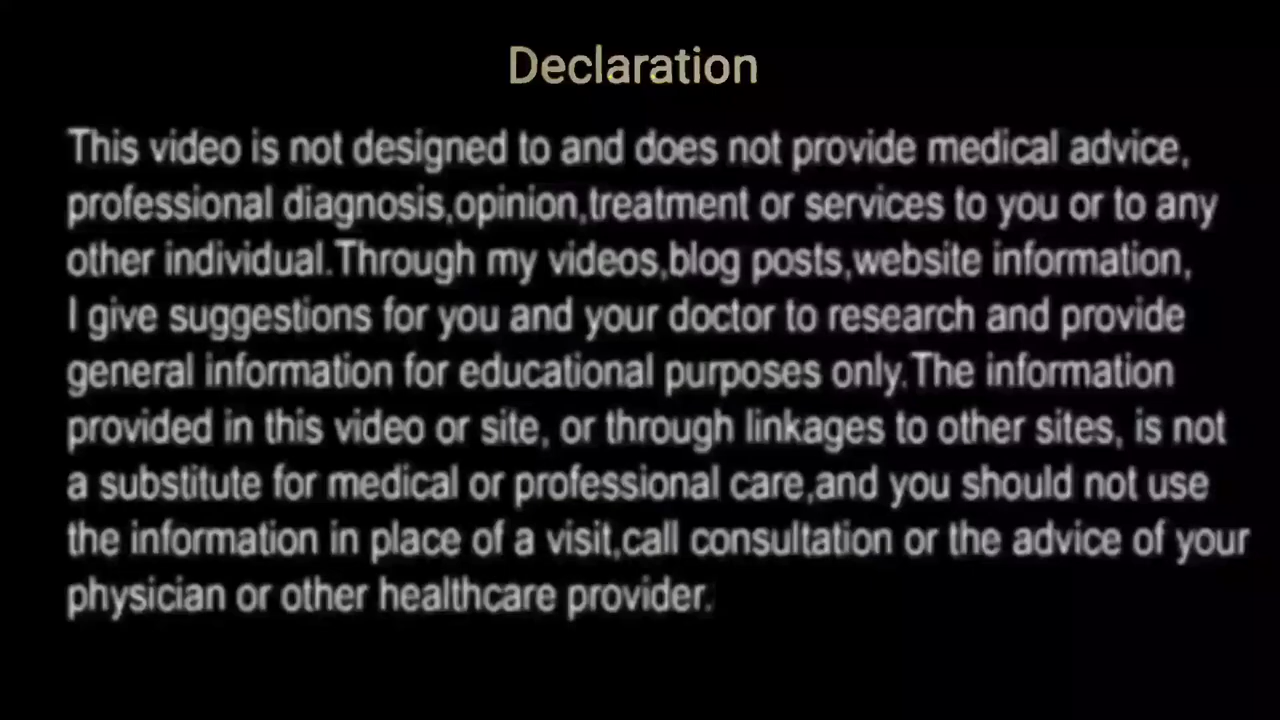 Declaration
This video is not designed to and does not provide medical advice,
professional diagnosis,opinion,treatment or services to you or to any
other individual.Through my videos,blog posts,website information,
I give suggestions for you and your doctor to research and provide
general information for educational purposes only.The information
provided in this video or site, or through linkages to other sites, is not
a substitute for medical or professional care,and you should not use
the information in place of a visit,call consultation or the advice of your
physician or other healthcare provider.